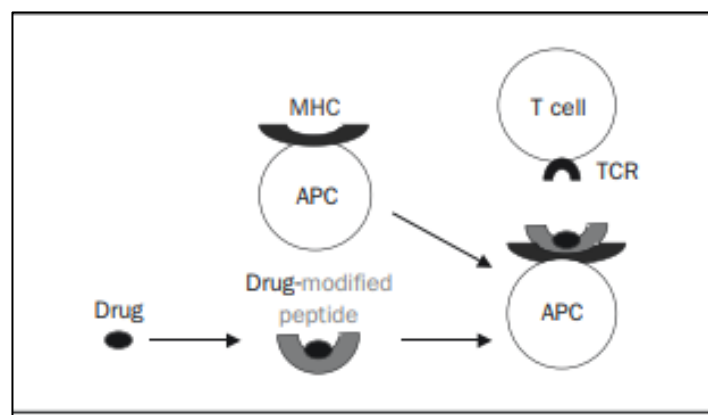 MHC
T cell
APC
TCR
Drug-modified
peptide
Drug
APC